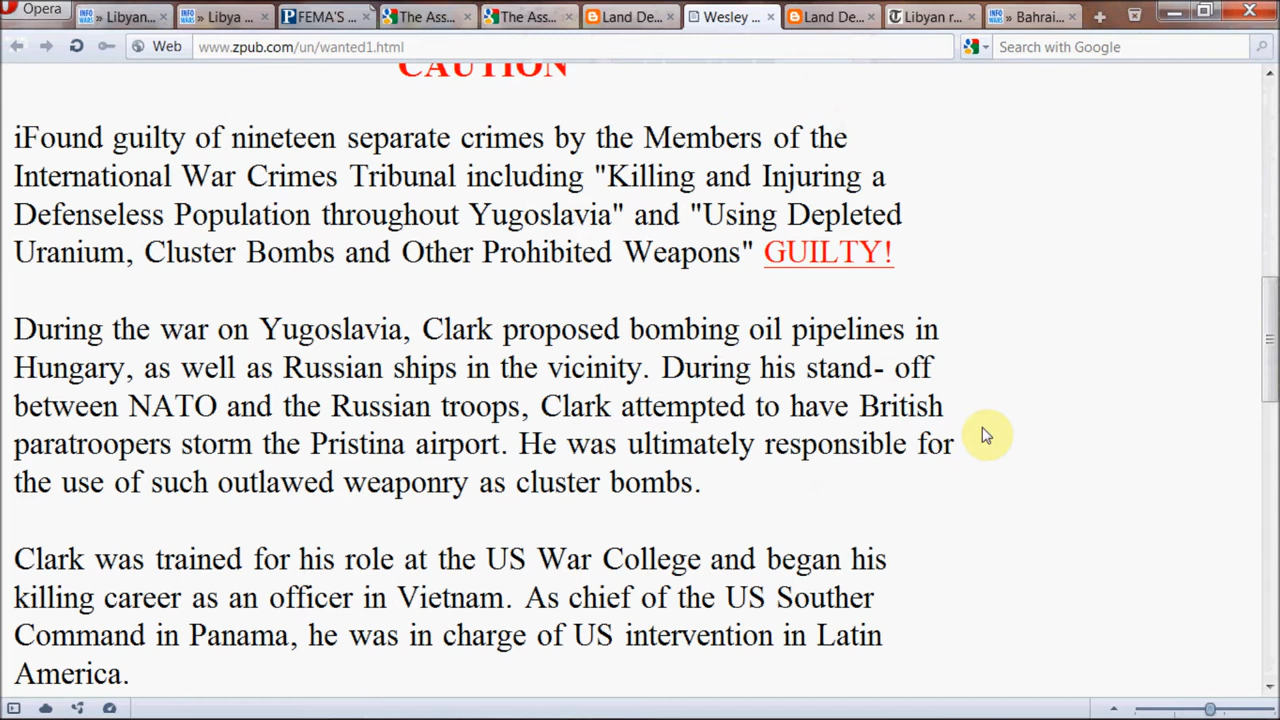 Opera
» Libyan...
» Libya ...
FEMA'S ...
The Ass...
The Ass...
Land De...
Wesley ...
Land De...
Libyan r...
» Bahrai...
Web
www.zpub.com/un/wanted1.html
Search with Google
CAUTION
iFound guilty of nineteen separate crimes by the Members of the
International War Crimes Tribunal including "Killing and Injuring a
Defenseless Population throughout Yugoslavia" and "Using Depleted
Uranium, Cluster Bombs and Other Prohibited Weapons" GUILTY!
During the war on Yugoslavia, Clark proposed bombing oil pipelines in
Hungary, as well as Russian ships in the vicinity. During his stand- off
between NATO and the Russian troops, Clark attempted to have British
paratroopers storm the Pristina airport. He was ultimately responsible for
the use of such outlawed weaponry as cluster bombs.
Clark was trained for his role at the US War College and began his
killing career as an officer in Vietnam. As chief of the US Souther
Command in Panama, he was in charge of US intervention in Latin
America.